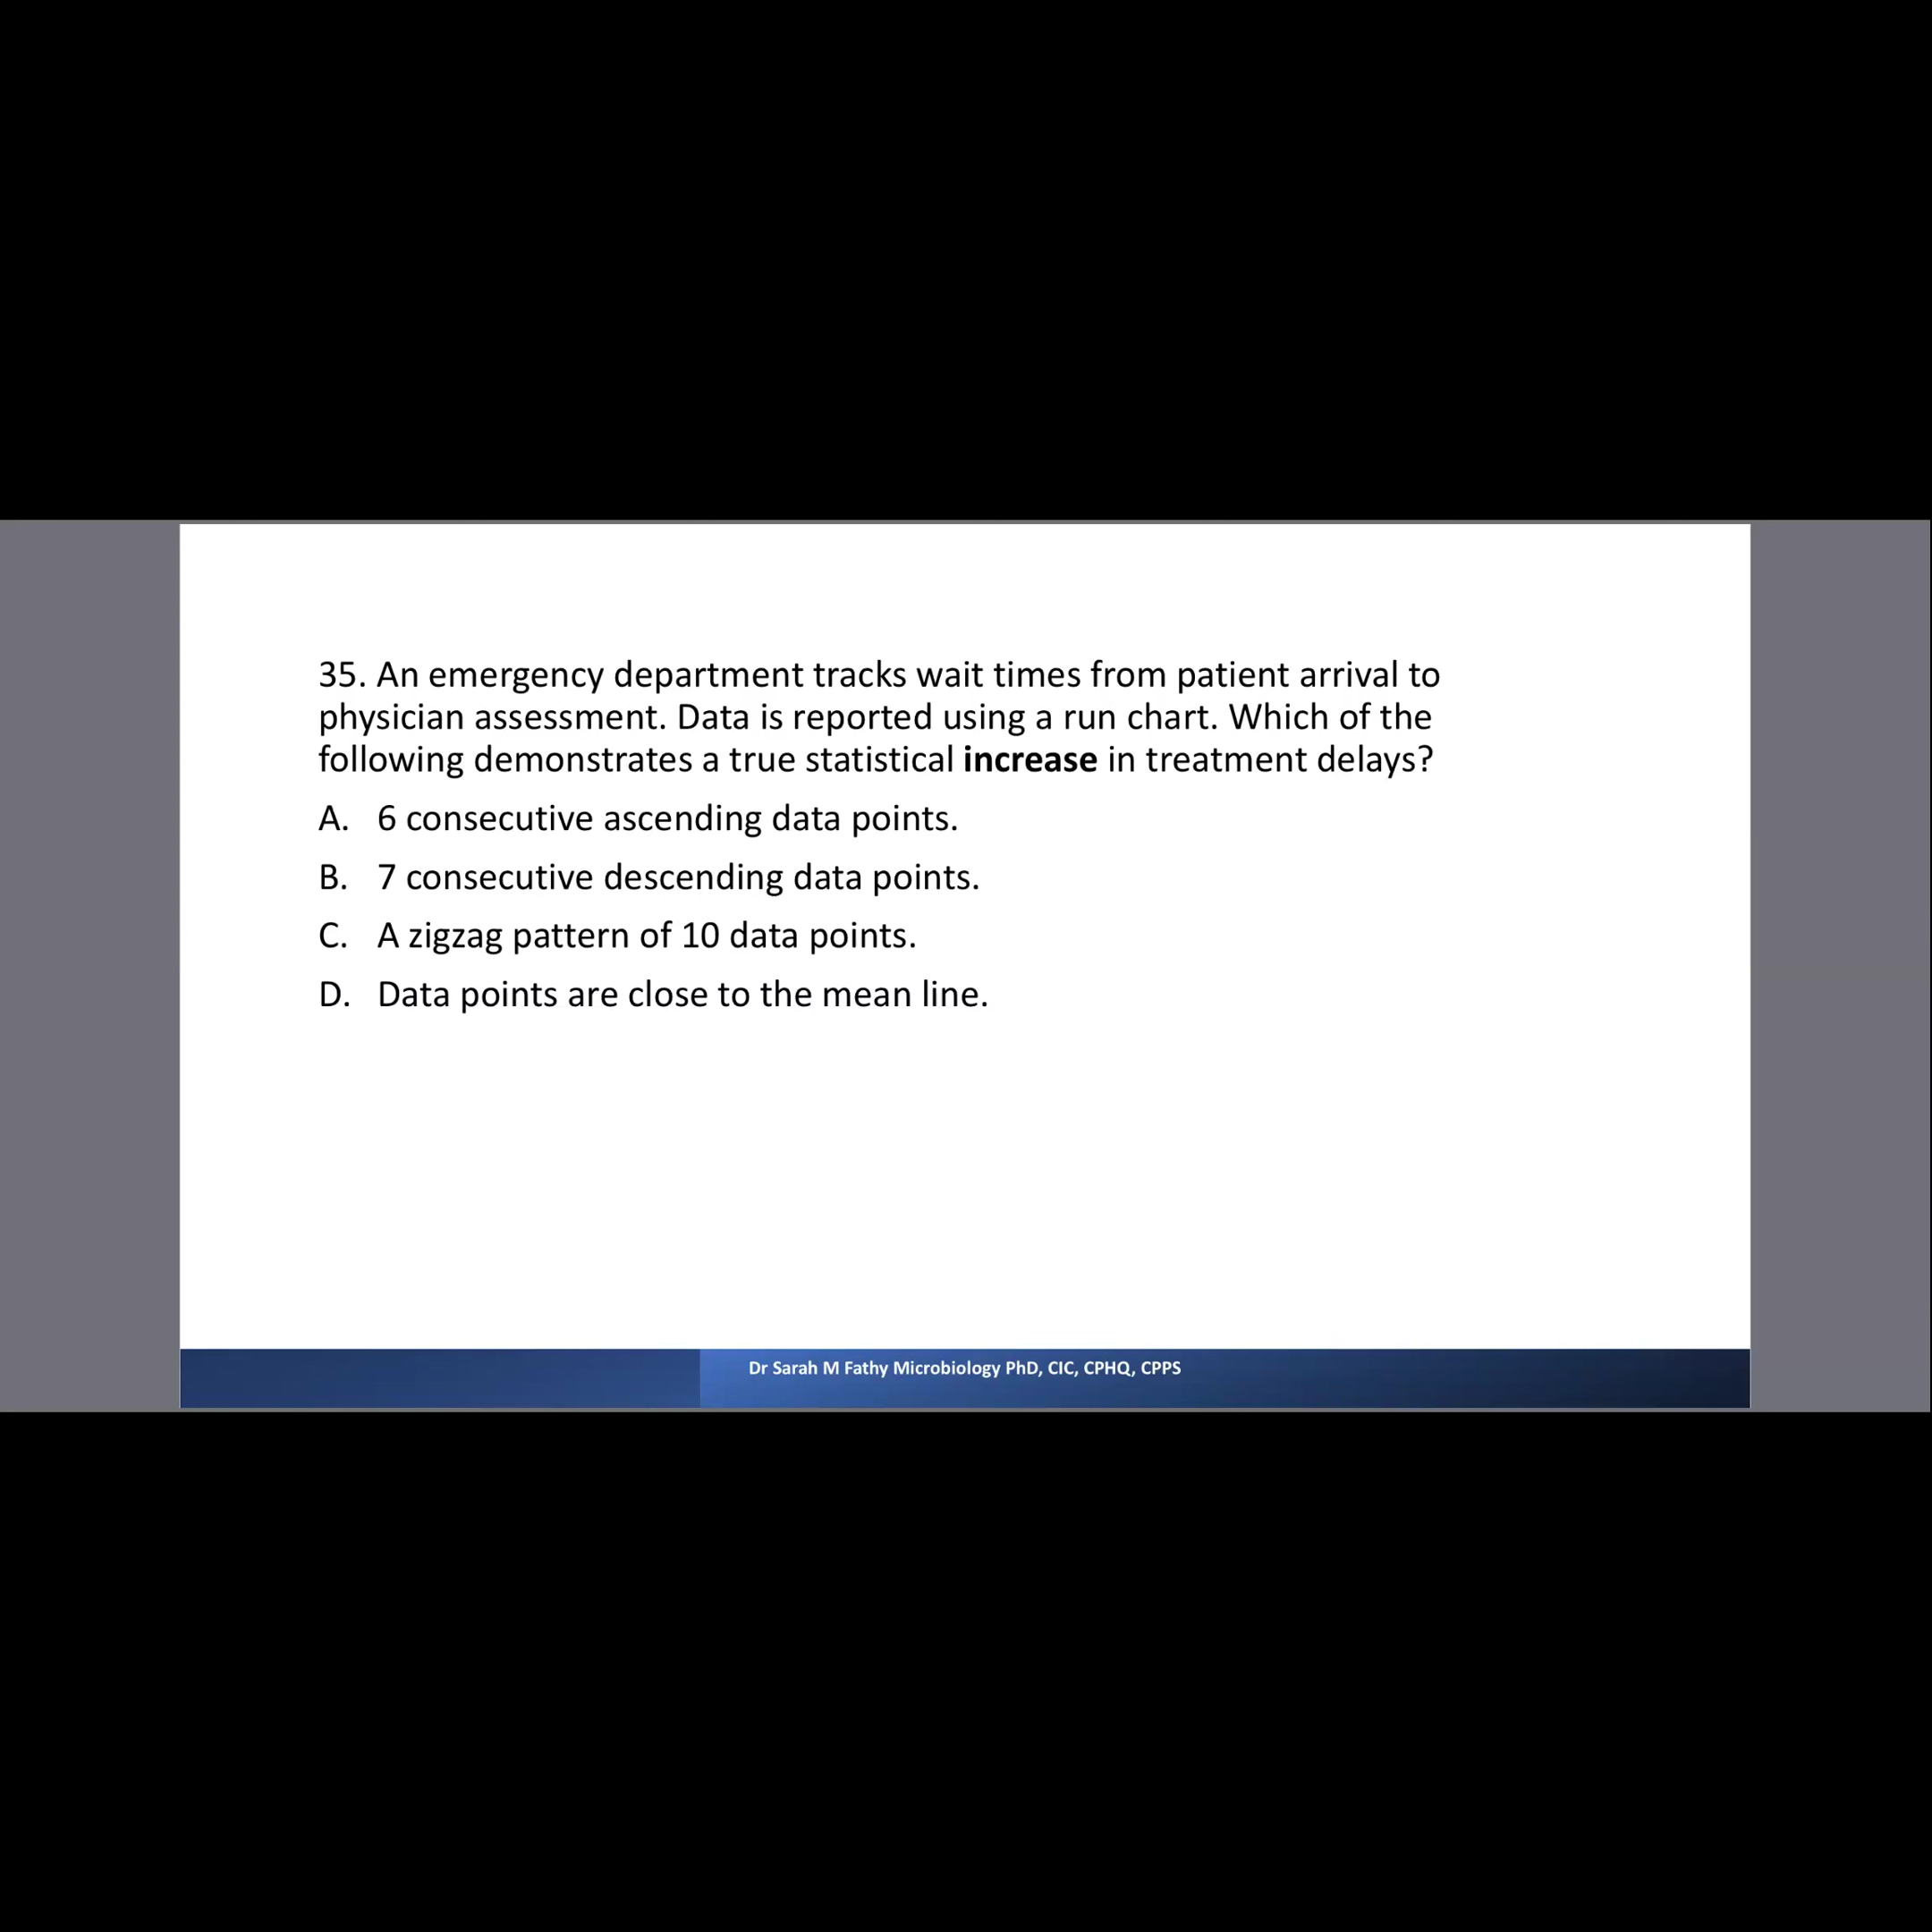 35. An emergency department tracks wait times from patient arrival to
physician assessment. Data is reported using a run chart. Which of the
following demonstrates a true statistical increase in treatment delays?
A. 6 consecutive ascending data points.
B. 7 consecutive descending data points.
C. A zigzag pattern of 10 data points.
D. Data points are close to the mean line.
Dr Sarah M Fathy Microbiology PhD, CIC, CPHQ, CPPS